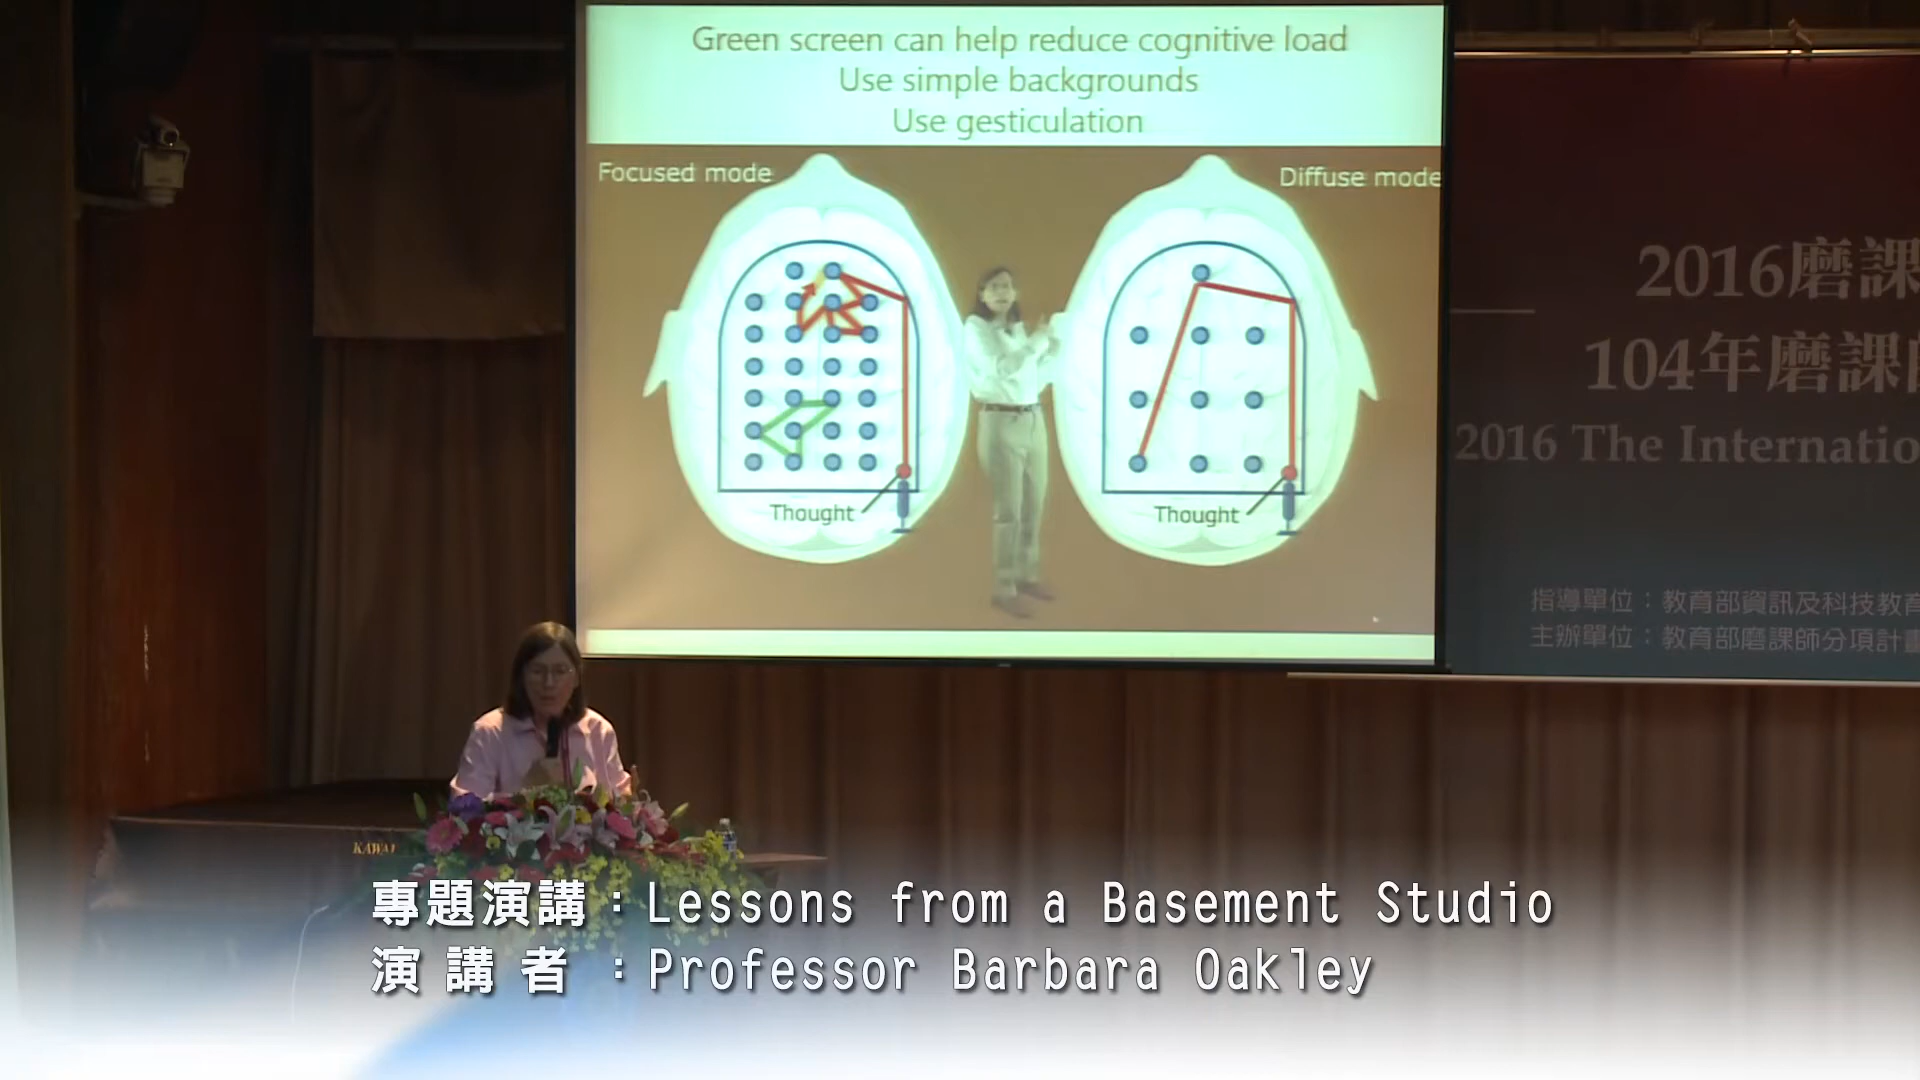 Green screen can help reduce cognitive load
Use simple backgrounds
Use gesticulation
Focused mode
Diffuse mode
Thought
Thought
2016磨課
104年磨課師
2016 The Internatio
指導單位：教育部資訊及科技教育
主辦單位：教育部磨課師分項計畫
KAWAI
專題演講：Lessons from a Basement Studio
演講者：Professor Barbara Oakley